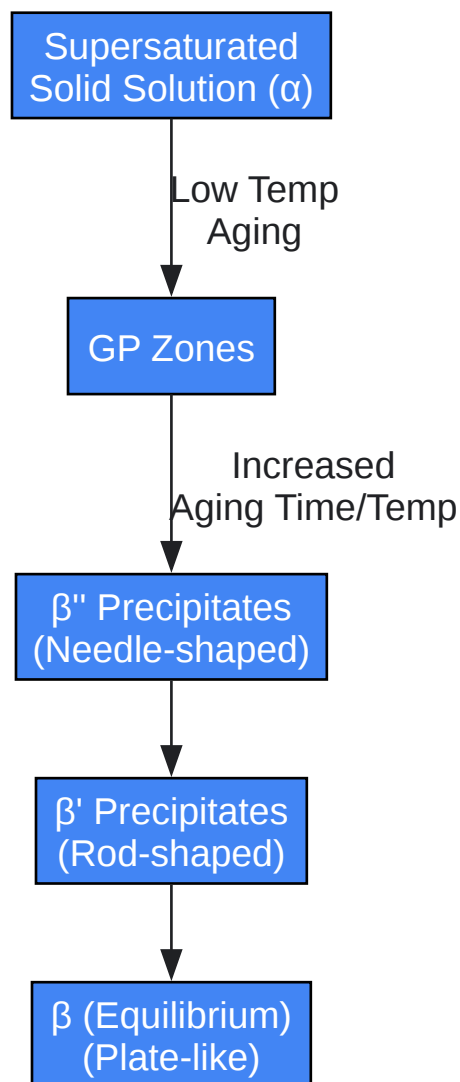 Supersaturated
Solid Solution (α)
Low Temp
Aging
GP Zones
Increased
Aging Time/Temp
β'' Precipitates
(Needle-shaped)
β' Precipitates
(Rod-shaped)
β (Equilibrium)
(Plate-like)